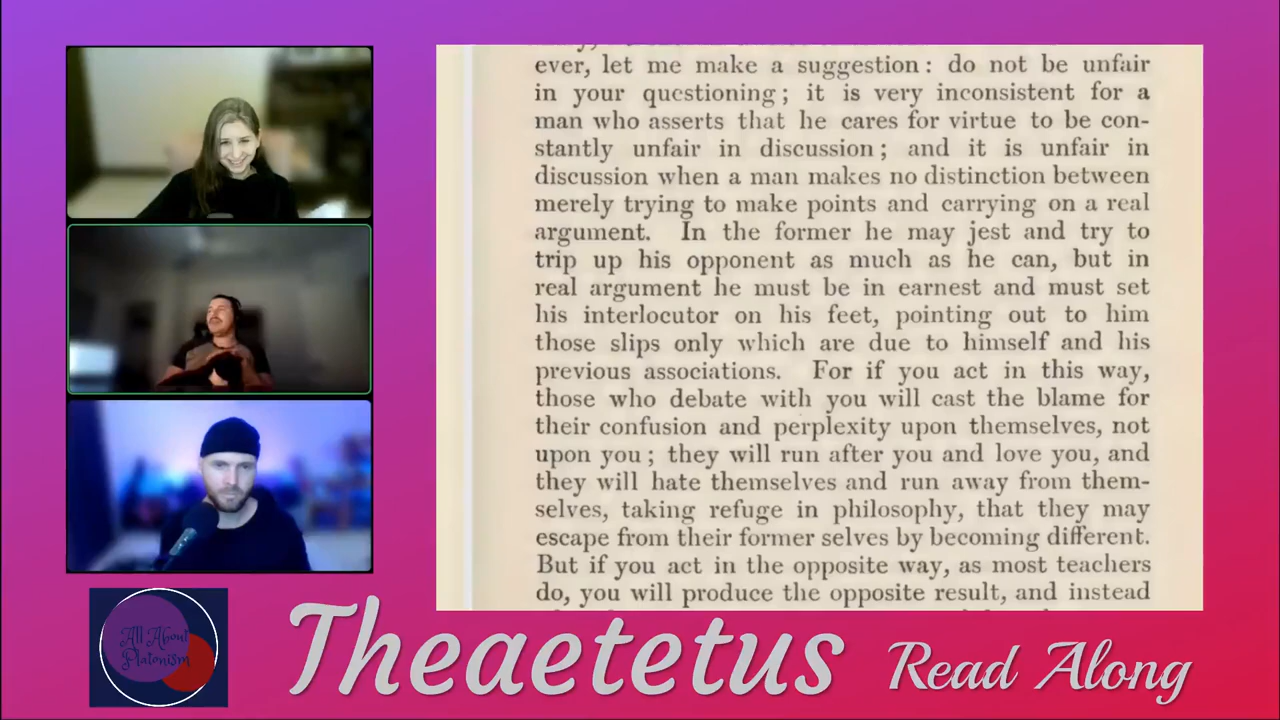 ever, let me make a suggestion: do not be unfair
in your questioning; it is very inconsistent for a
man who asserts that he cares for virtue to be con-
stantly unfair in discussion; and it is unfair in
discussion when a man makes no distinction between
merely trying to make points and carrying on a real
argument. In the former he may jest and try to
trip up his opponent as much as he can, but in
real argument he must be in earnest and must set
his interlocutor on his feet, pointing out to him
those slips only which are due to himself and his
previous associations. For if you act in this way,
those who debate with you will cast the blame for
their confusion and perplexity upon themselves, not
upon you; they will run after you and love you, and
they will hate themselves and run away from them-
selves, taking refuge in philosophy, that they may
escape from their former selves by becoming different.
But if you act in the opposite way, as most teachers
do, you will produce the opposite result, and instead
All About
Platonism
Theaetetus Read Along